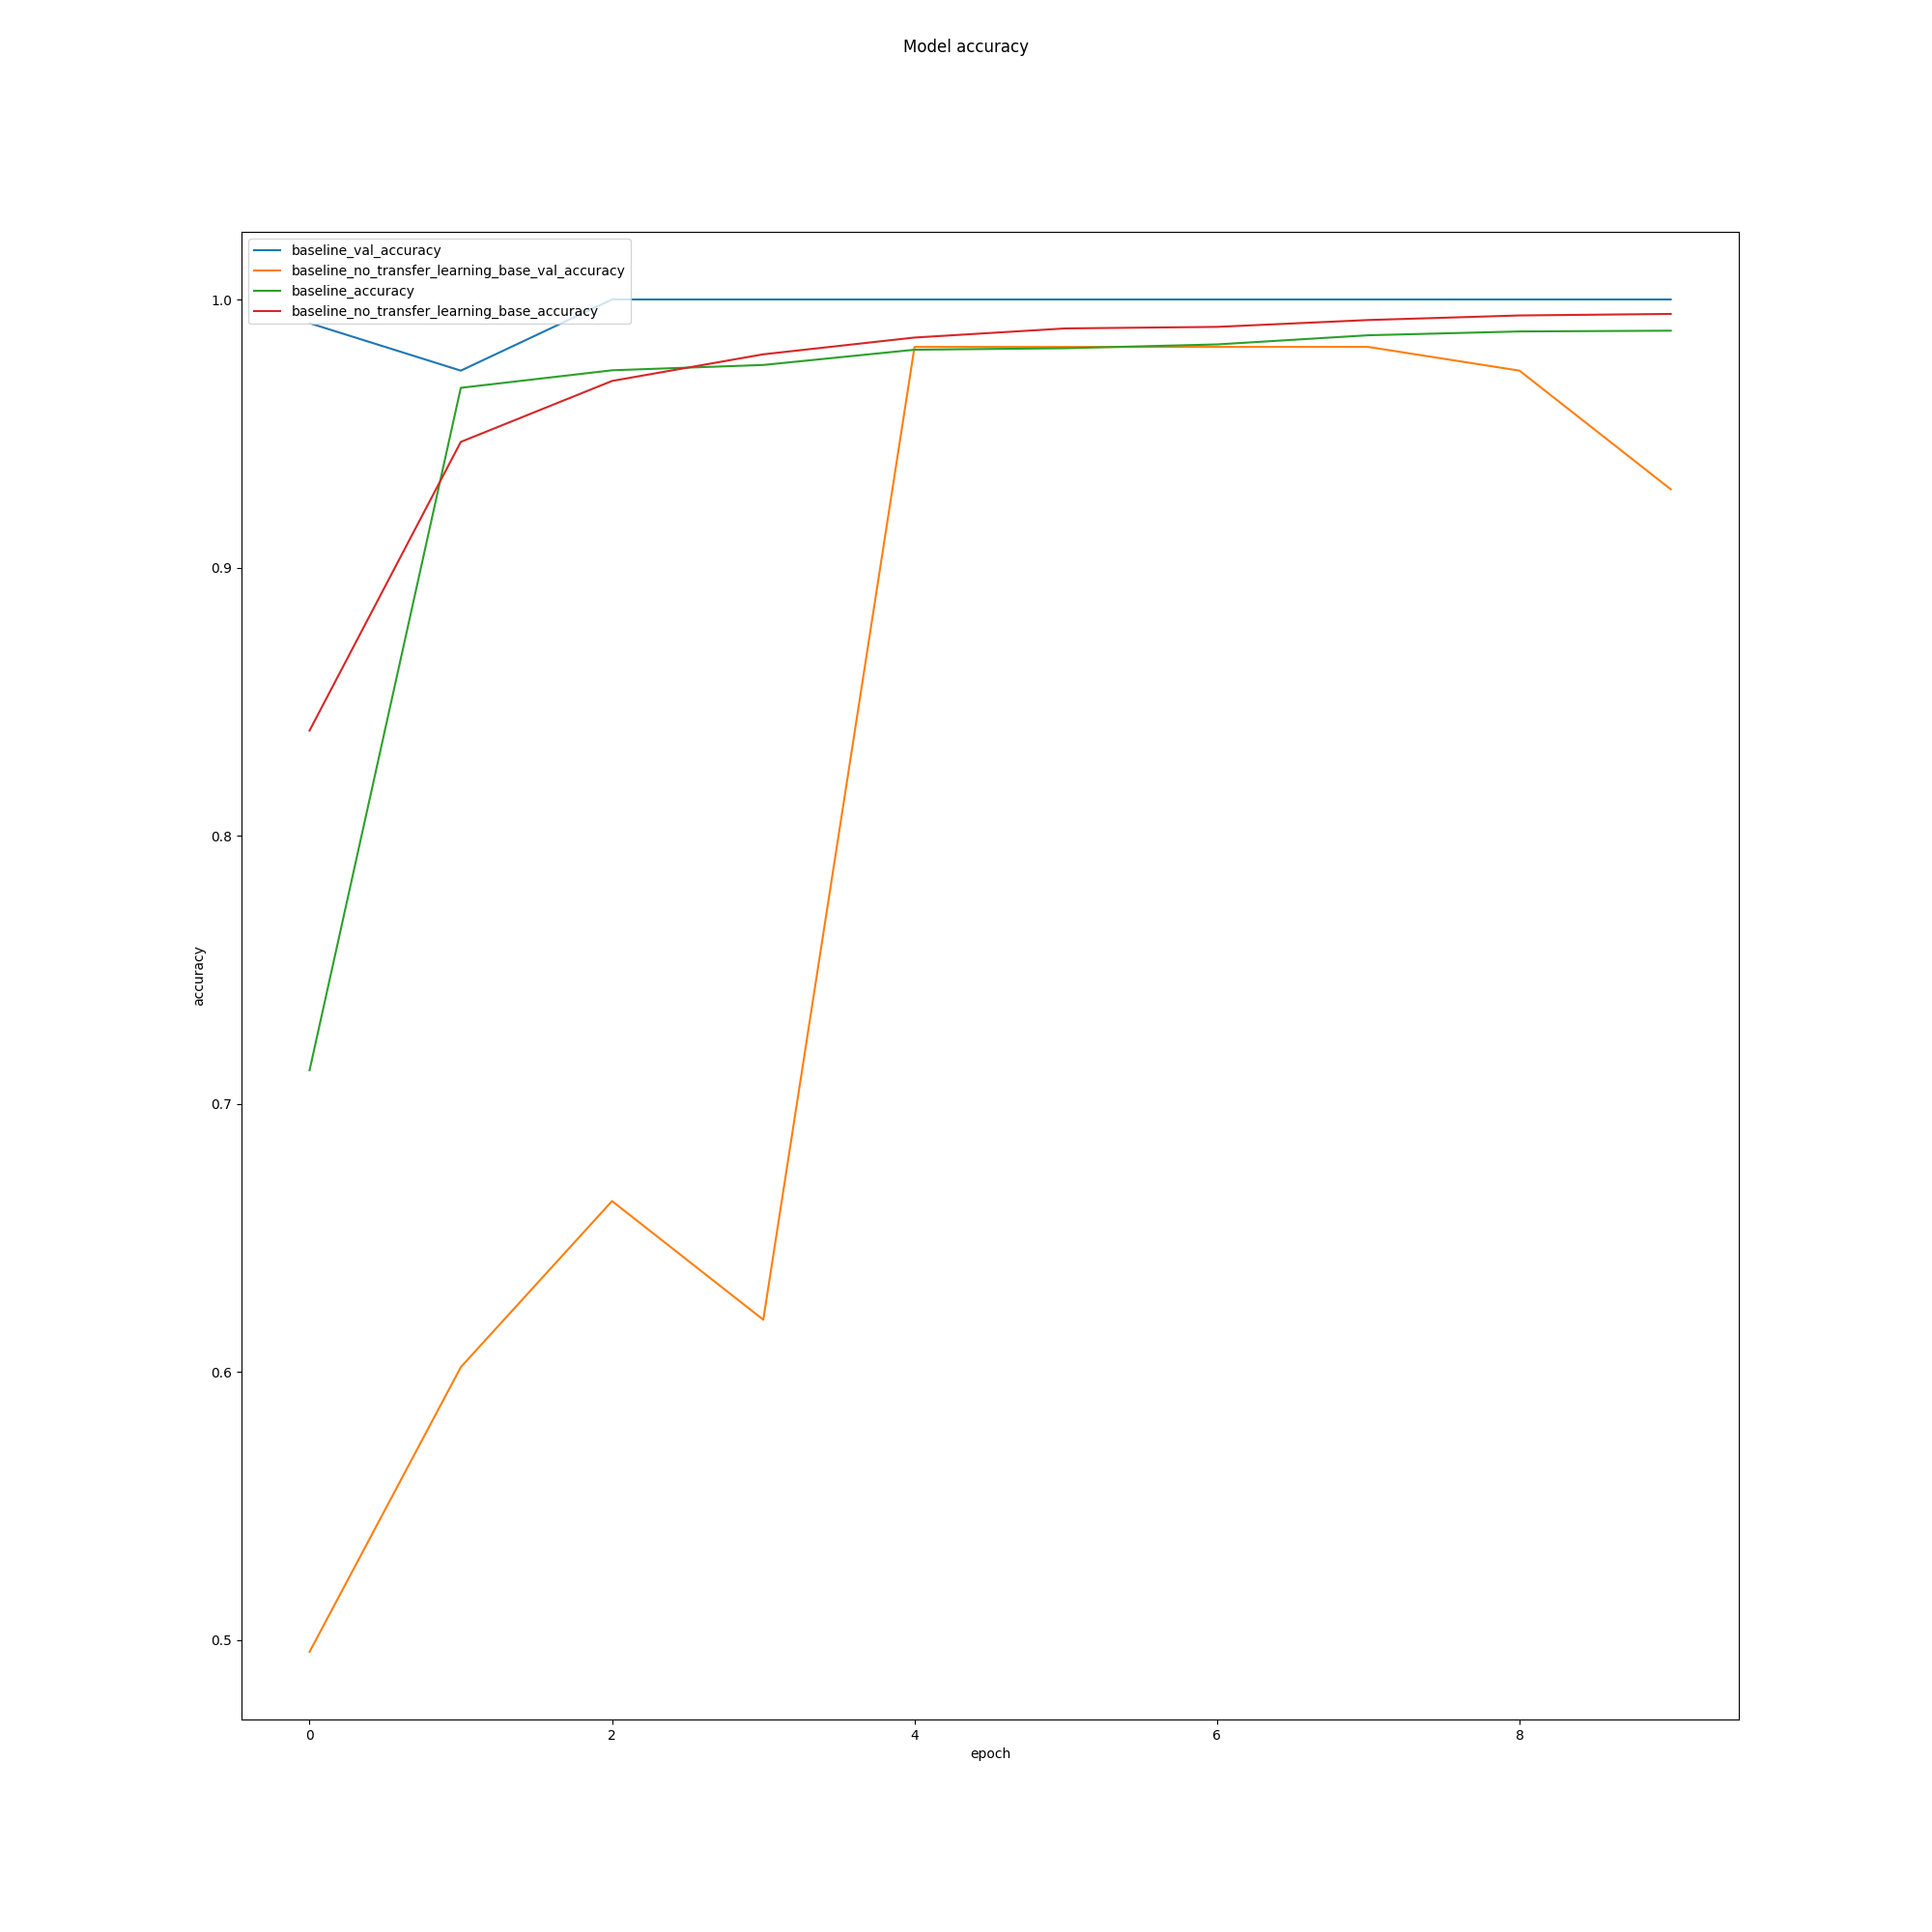 Model accuracy
baseline_val_accuracy
baseline_no_transfer_learning_base_val_accuracy
baseline_accuracy
baseline_no_transfer_learning_base_accuracy
1.0
0.9
0.8
0.7
0.6
0.5
accuracy
0 2 4 6 8
epoch